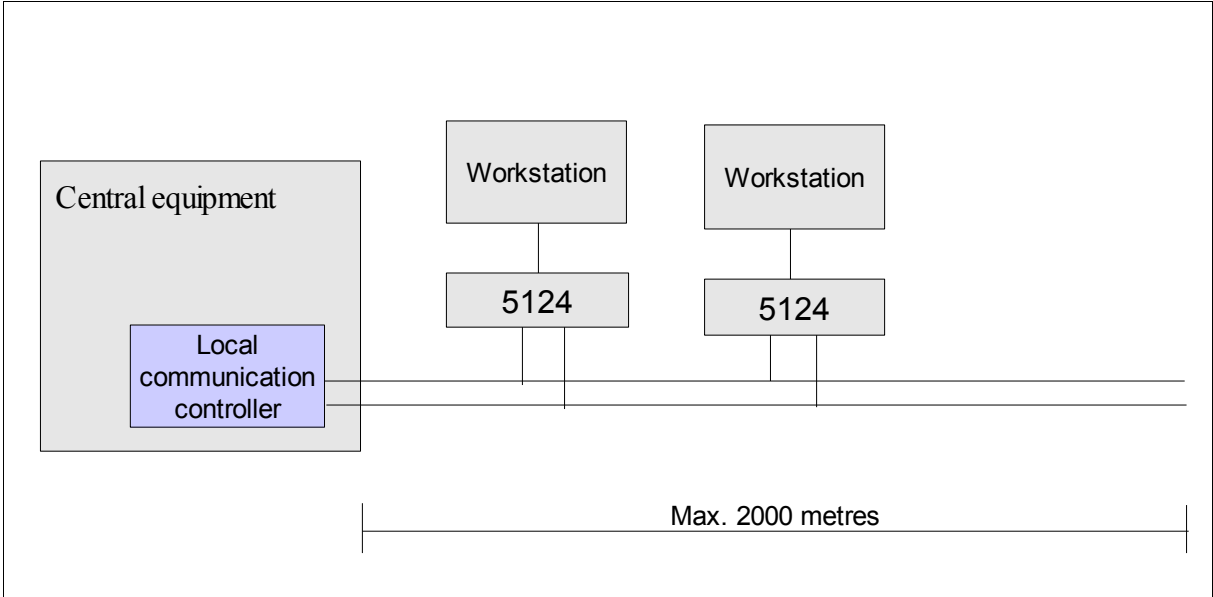 Central equipment
Local
communication
controller
Workstation
5124
Workstation
5124
Max. 2000 metres